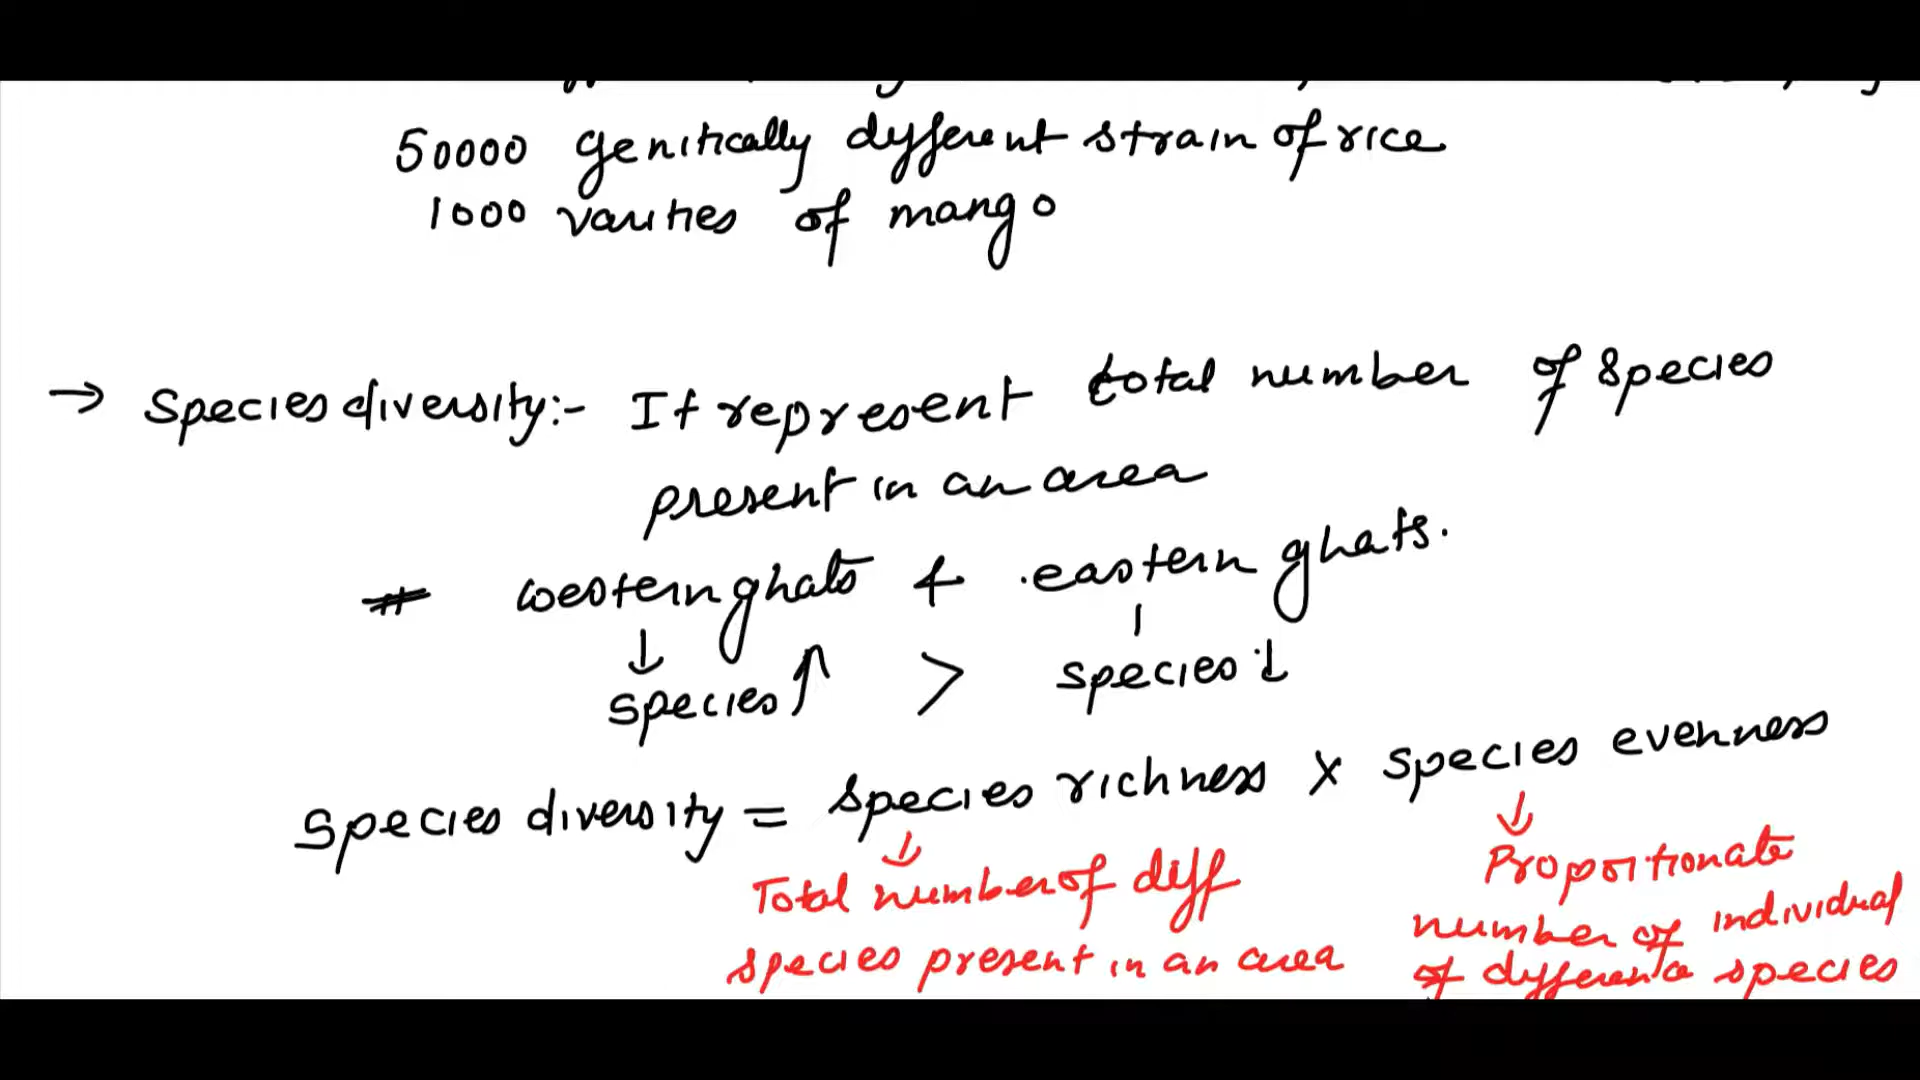 50000 genitically different strain of rice
1000 varities of mango
→ Species diversity:- It represent total number of species
present in an area
# western ghats & eastern ghats.
↓
species ↑ > species ↓
Species diversity = species richness x species evenness
↓ ↓
Total number of diff
species present in an area
Proportionate
number of individual
of difference species